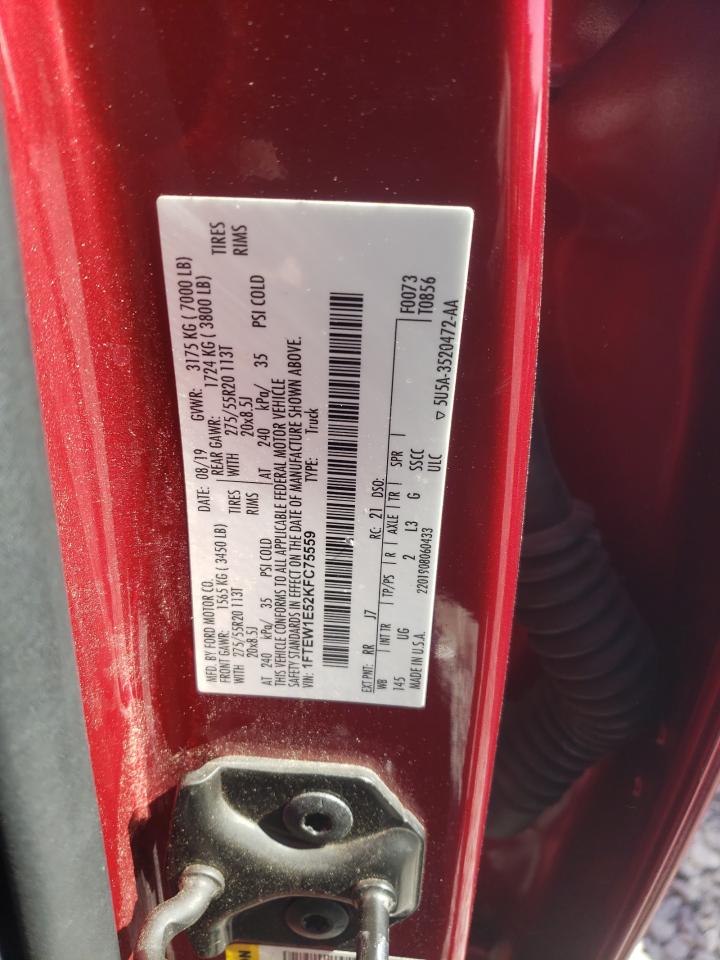 MFD. BY FORD MOTOR CO. DATE: 08/19 GVWR: 3175 KG ( 7000 LB)
FRONT GAWR: 1565 KG ( 3450 LB) REAR GAWR: 1724 KG ( 3800 LB)
WITH 275/55R20 113T TIRES WITH 275/55R20 113T TIRES
20x8.5J RIMS 20x8.5J RIMS
AT 240 kPa/ 35 PSI COLD AT 240 kPa/ 35 PSI COLD
THIS VEHICLE CONFORMS TO ALL APPLICABLE FEDERAL MOTOR VEHICLE
SAFETY STANDARDS IN EFFECT ON THE DATE OF MANUFACTURE SHOWN ABOVE.
VIN: 1FTEW1E52KFC75559 TYPE: Truck
F0073
T0856
EXT PNT: RR J7 RC: 21 DSO:
WB INT TR TP/PS R AXLE TR SPR
145 UG 2 L3 G SSCC
MADE IN U.S.A. 2201908060433 ULC
▽ 5U5A-3520472-AA